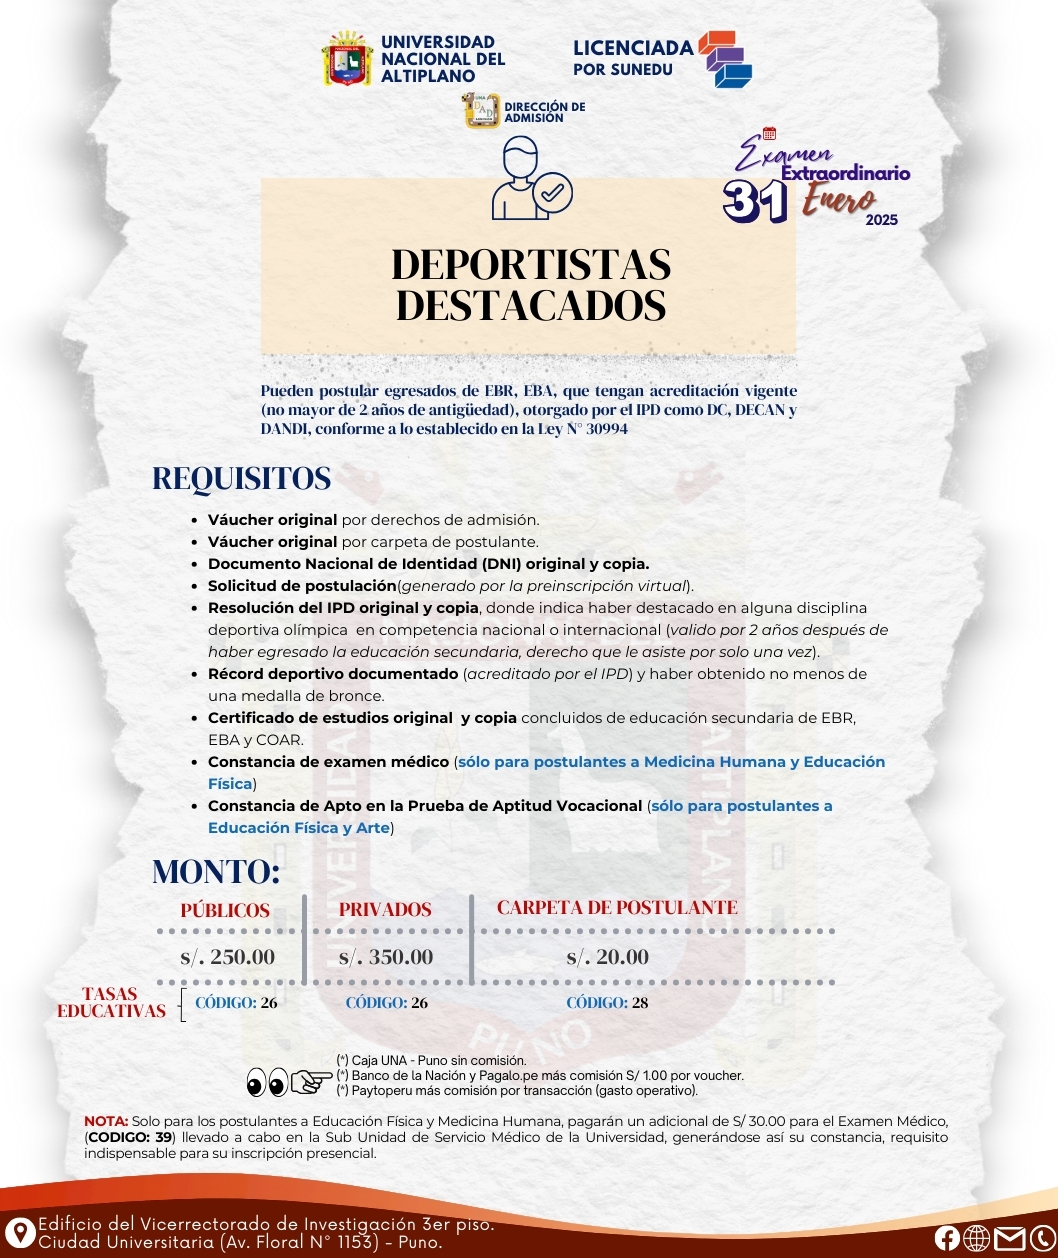 UNIVERSIDAD
NACIONAL DEL
ALTIPLANO
LICENCIADA
POR SUNEDU
UNA
DAD
DIRECCIÓN DE
ADMISIÓN
Examen
Extraordinario
31 Enero
2025
DEPORTISTAS
DESTACADOS
Pueden postular egresados de EBR, EBA, que tengan acreditación vigente
(no mayor de 2 años de antigüedad), otorgado por el IPD como DC, DECAN y
DANDI, conforme a lo establecido en la Ley N° 30994
REQUISITOS
• Váucher original por derechos de admisión.
• Váucher original por carpeta de postulante.
• Documento Nacional de Identidad (DNI) original y copia.
• Solicitud de postulación(generado por la preinscripción virtual).
• Resolución del IPD original y copia, donde indica haber destacado en alguna disciplina
deportiva olímpica en competencia nacional o internacional (valido por 2 años después de
haber egresado la educación secundaria, derecho que le asiste por solo una vez).
• Récord deportivo documentado (acreditado por el IPD) y haber obtenido no menos de
una medalla de bronce.
• Certificado de estudios original y copia concluidos de educación secundaria de EBR,
EBA y COAR.
• Constancia de examen médico (sólo para postulantes a Medicina Humana y Educación
Física)
• Constancia de Apto en la Prueba de Aptitud Vocacional (sólo para postulantes a
Educación Física y Arte)
MONTO:
PÚBLICOS PRIVADOS CARPETA DE POSTULANTE
s/. 250.00 s/. 350.00 s/. 20.00
TASAS
EDUCATIVAS
CÓDIGO: 26 CÓDIGO: 26 CÓDIGO: 28
NACIONAL DEL
UNIVERSIDAD
ALTIPLANO
PUNO
(*) Caja UNA - Puno sin comisión.
(*) Banco de la Nación y Pagalo.pe más comisión S/ 1.00 por voucher.
(*) Paytoperu más comisión por transacción (gasto operativo).
NOTA: Solo para los postulantes a Educación Física y Medicina Humana, pagarán un adicional de S/ 30.00 para el Examen Médico,
(CODIGO: 39) llevado a cabo en la Sub Unidad de Servicio Médico de la Universidad, generándose así su constancia, requisito
indispensable para su inscripción presencial.
Edificio del Vicerrectorado de Investigación 3er piso.
Ciudad Universitaria (Av. Floral N° 1153) - Puno.